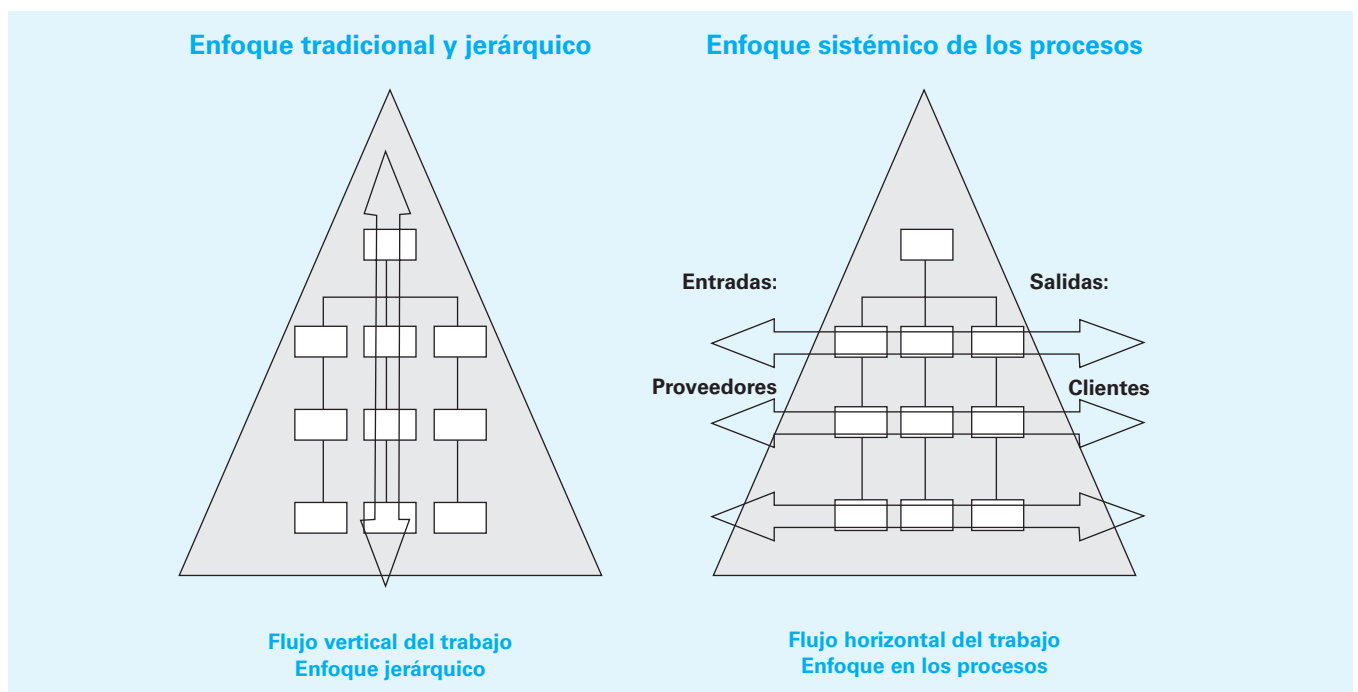 Enfoque tradicional y jerárquico
Enfoque sistémico de los procesos
Entradas:
Salidas:
Proveedores
Clientes
Flujo vertical del trabajo
Enfoque jerárquico
Flujo horizontal del trabajo
Enfoque en los procesos